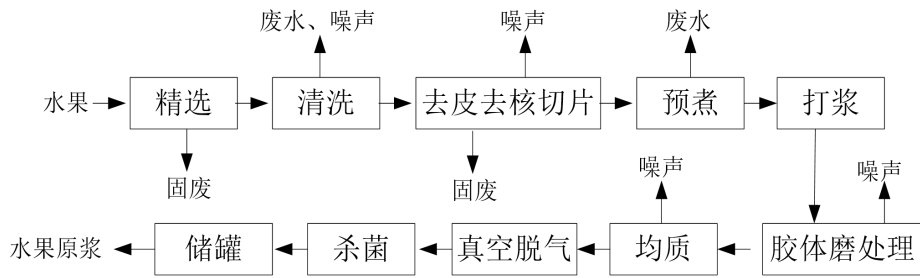 废水、噪声
噪声
废水
水果
精选
清洗
去皮去核切片
预煮
打浆
固废
固废
噪声
噪声
水果原浆
储罐
杀菌
真空脱气
均质
胶体磨处理